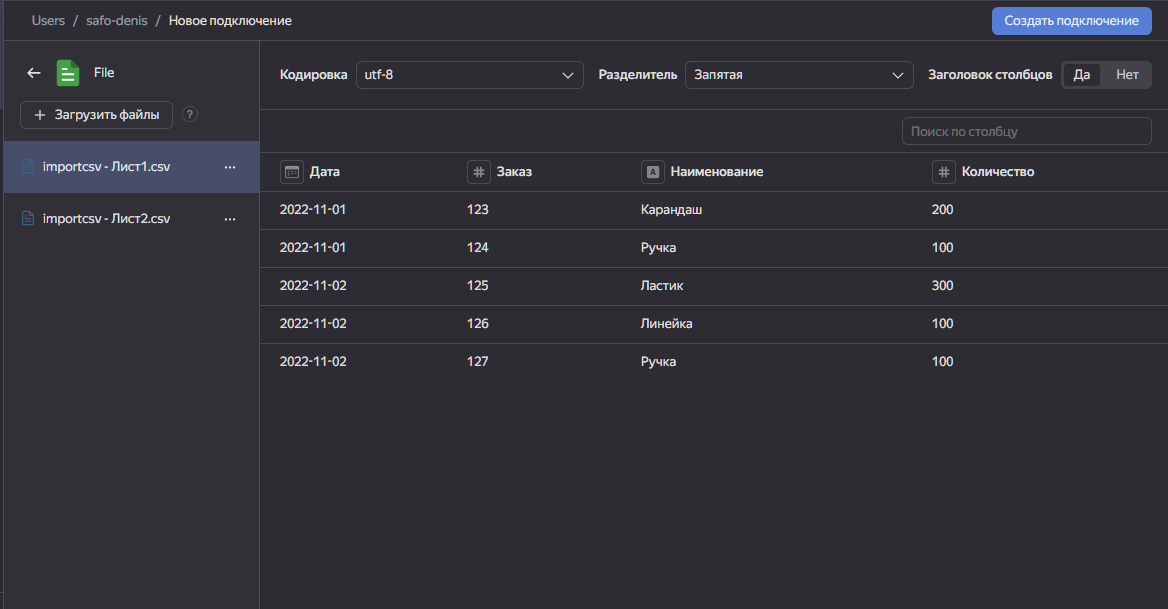 Users / safo-denis / Новое подключение
Создать подключение
File
Загрузить файлы ?
importcsv - Лист1.csv
importcsv - Лист2.csv
Кодировка utf-8 Разделитель Запятая Заголовок столбцов Да Нет
Поиск по столбцу
Дата # Заказ A Наименование # Количество
2022-11-01 123 Карандаш 200
2022-11-01 124 Ручка 100
2022-11-02 125 Ластик 300
2022-11-02 126 Линейка 100
2022-11-02 127 Ручка 100